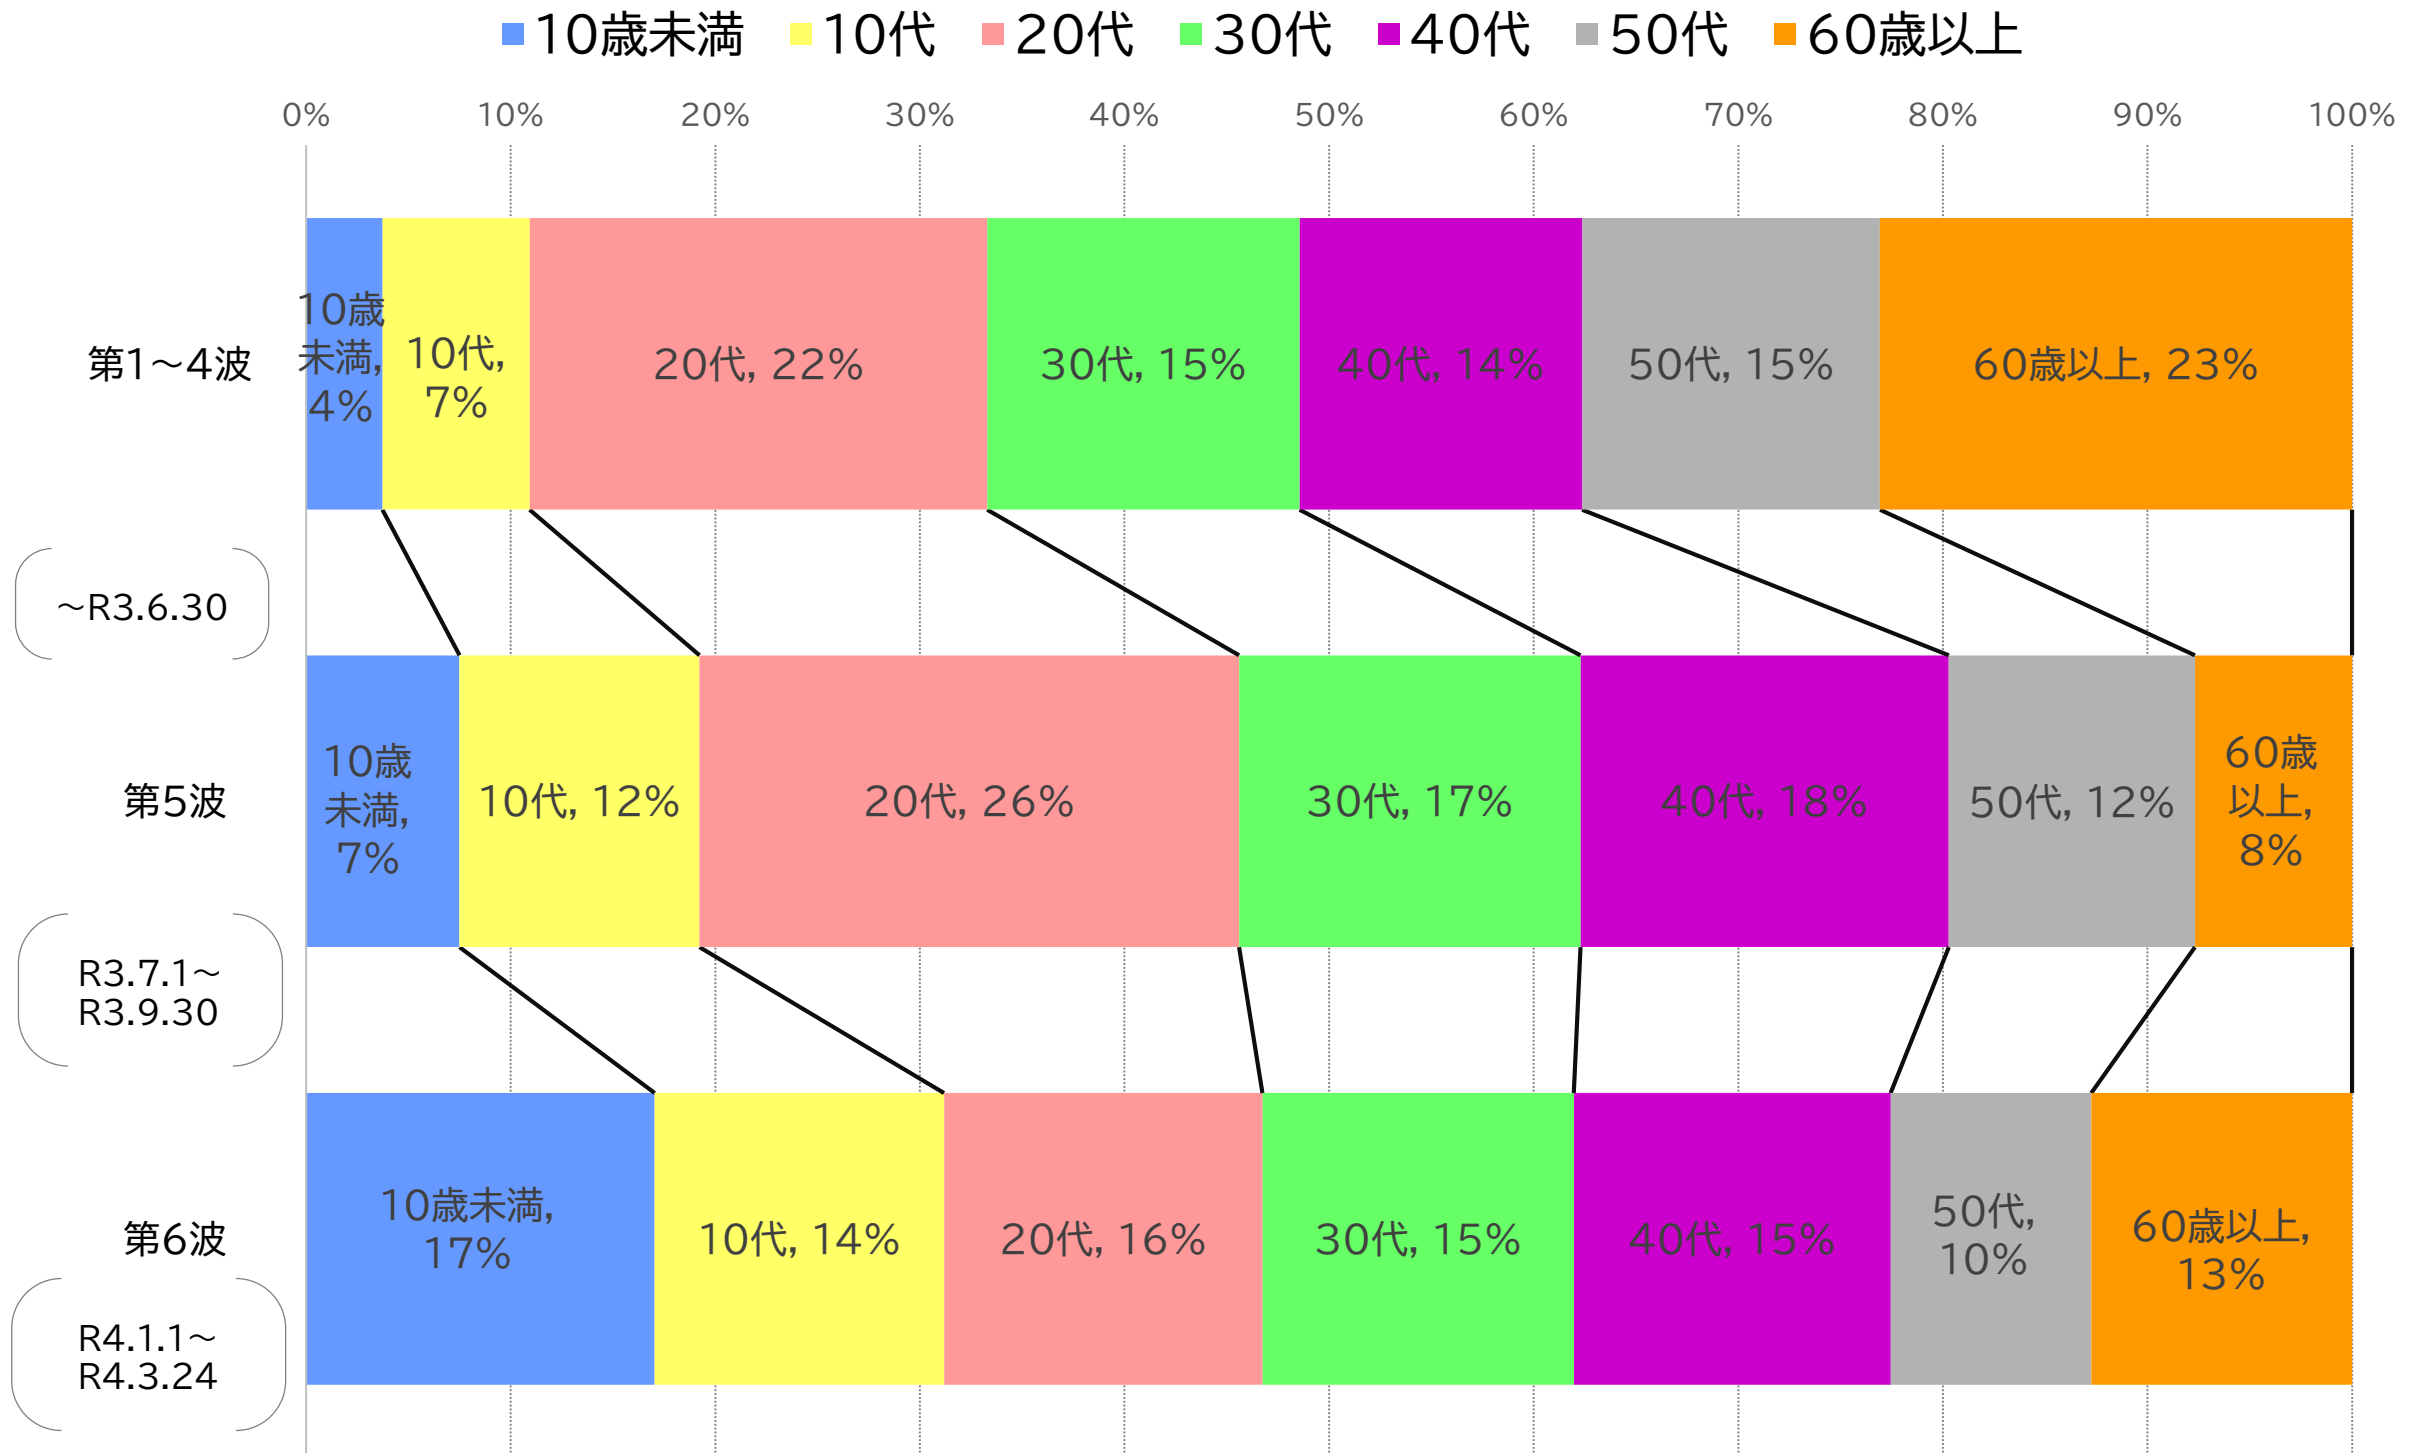 10歳未満 10代 20代 30代 40代 50代 60歳以上
0% 10% 20% 30% 40% 50% 60% 70% 80% 90% 100%
第1～4波
10歳
未満,
4%
10代,
7%
20代, 22%
30代, 15%
40代, 14%
50代, 15%
60歳以上, 23%
～R3.6.30
第5波
10歳
未満,
7%
10代, 12%
20代, 26%
30代, 17%
40代, 18%
50代, 12%
60歳
以上,
8%
R3.7.1～
R3.9.30
第6波
10歳未満,
17%
10代, 14%
20代, 16%
30代, 15%
40代, 15%
50代,
10%
60歳以上,
13%
R4.1.1～
R4.3.24